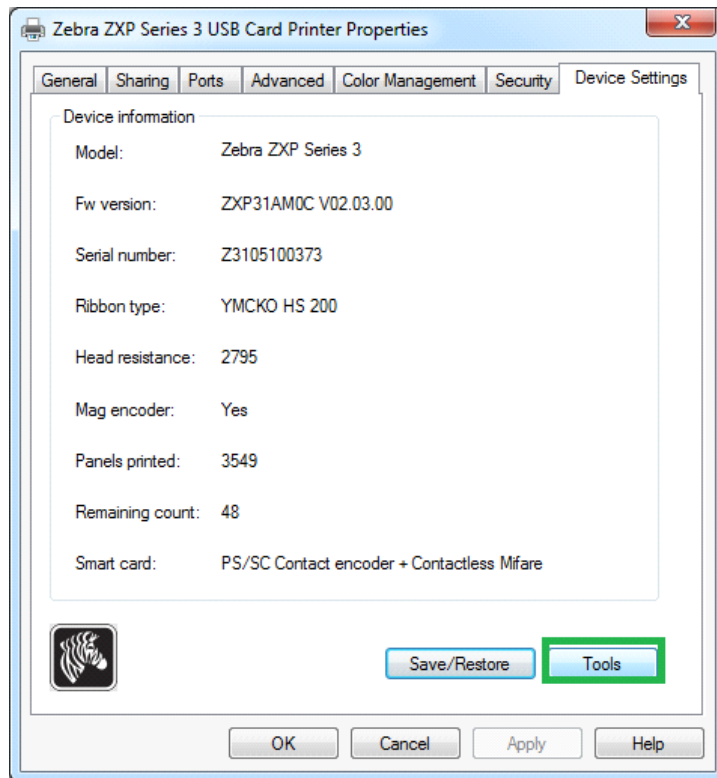 Zebra ZXP Series 3 USB Card Printer Properties
General Sharing Ports Advanced Color Management Security Device Settings
Device information
Model: Zebra ZXP Series 3
Fw version: ZXP31AM0C V02.03.00
Serial number: Z3105100373
Ribbon type: YMCKO HS 200
Head resistance: 2795
Mag encoder: Yes
Panels printed: 3549
Remaining count: 48
Smart card: PS/SC Contact encoder + Contactless Mifare
Save/Restore Tools
OK Cancel Apply Help